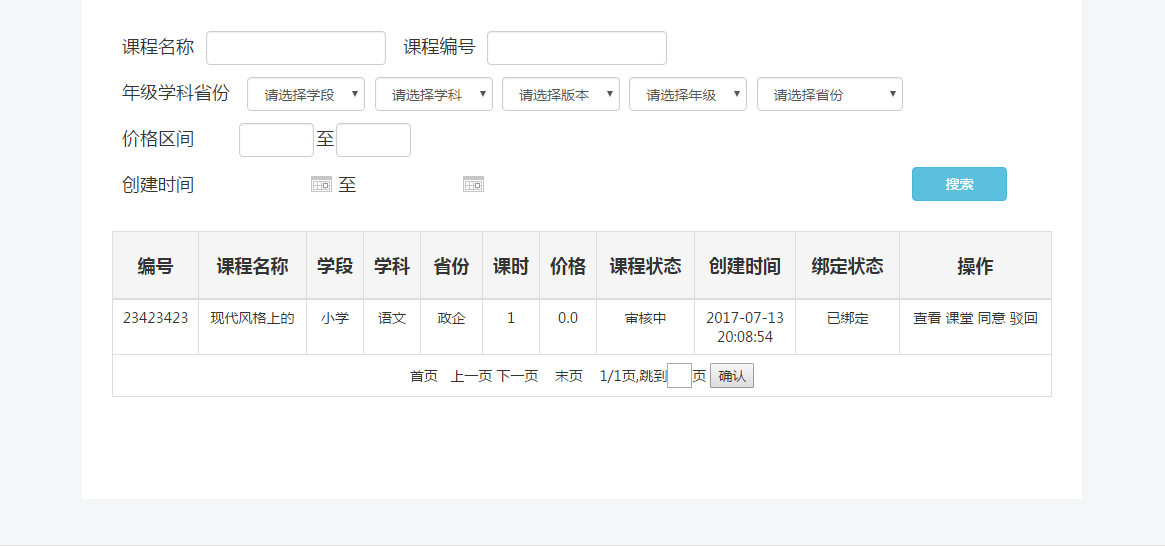 课程名称 课程编号
年级学科省份 请选择学段 请选择学科 请选择版本 请选择年级 请选择省份
价格区间 至
创建时间 至 搜索
编号 课程名称 学段 学科 省份 课时 价格 课程状态 创建时间 绑定状态 操作
23423423 现代风格上的 小学 语文 政企 1 0.0 审核中 2017-07-13 已绑定 查看 课堂 同意 驳回
20:08:54
首页 上一页 下一页 末页 1/1页,跳到 页 确认